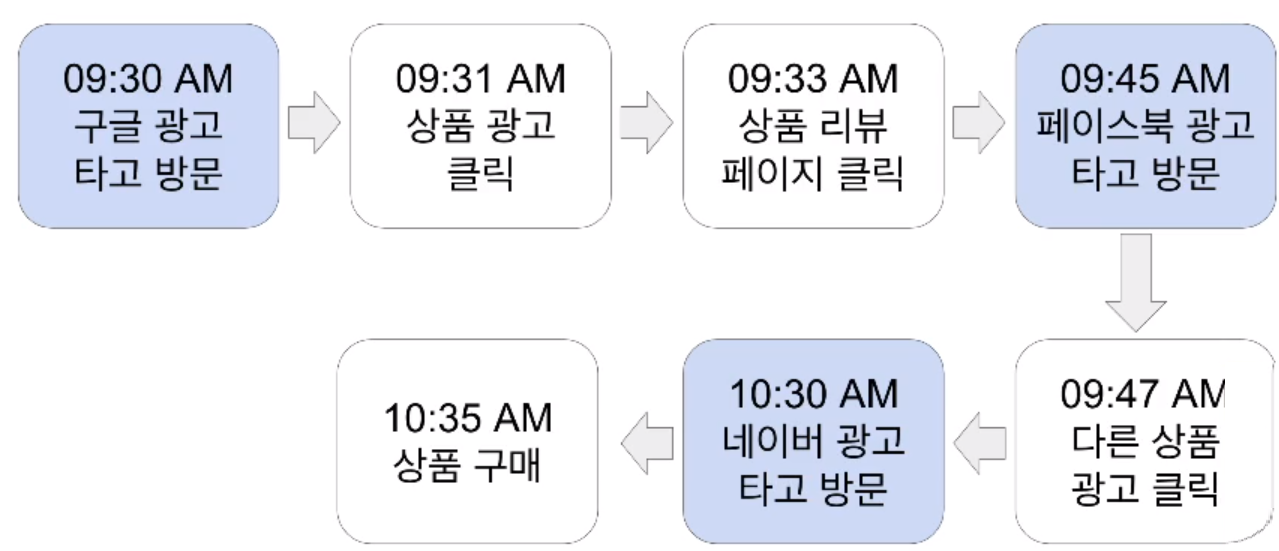 09:30 AM
구글 광고
타고 방문
09:31 AM
상품 광고
클릭
09:33 AM
상품 리뷰
페이지 클릭
09:45 AM
페이스북 광고
타고 방문
09:47 AM
다른 상품
광고 클릭
10:30 AM
네이버 광고
타고 방문
10:35 AM
상품 구매